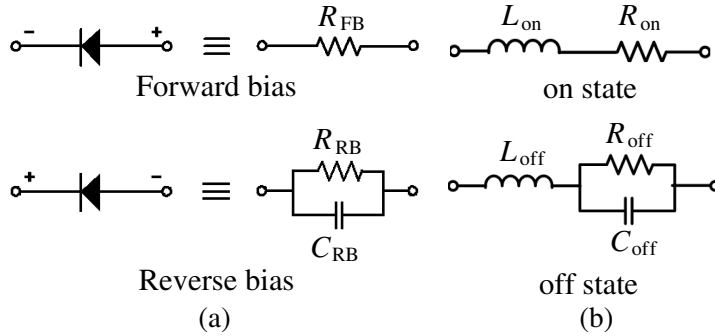 - + ≡ R_FB
Forward bias
L_on R_on
on state
+ - ≡ R_RB
C_RB
Reverse bias
(a)
L_off R_off
C_off
off state
(b)